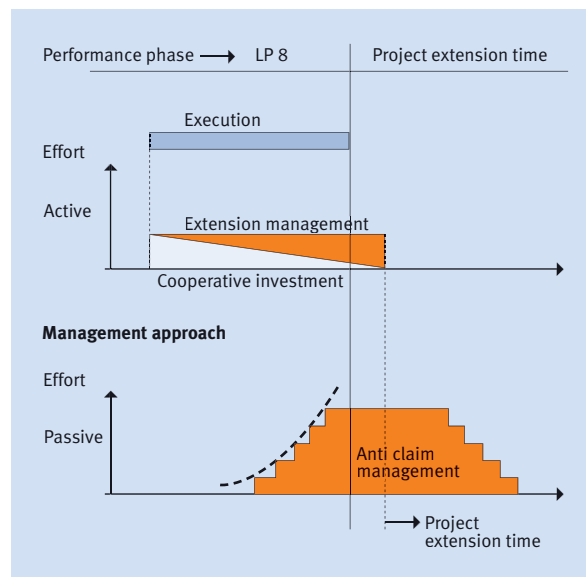 Performance phase LP 8 Project extension time
Execution
Effort
Active
Extension management
Cooperative investment
Management approach
Effort
Passive
Anti claim
management
Project
extension time